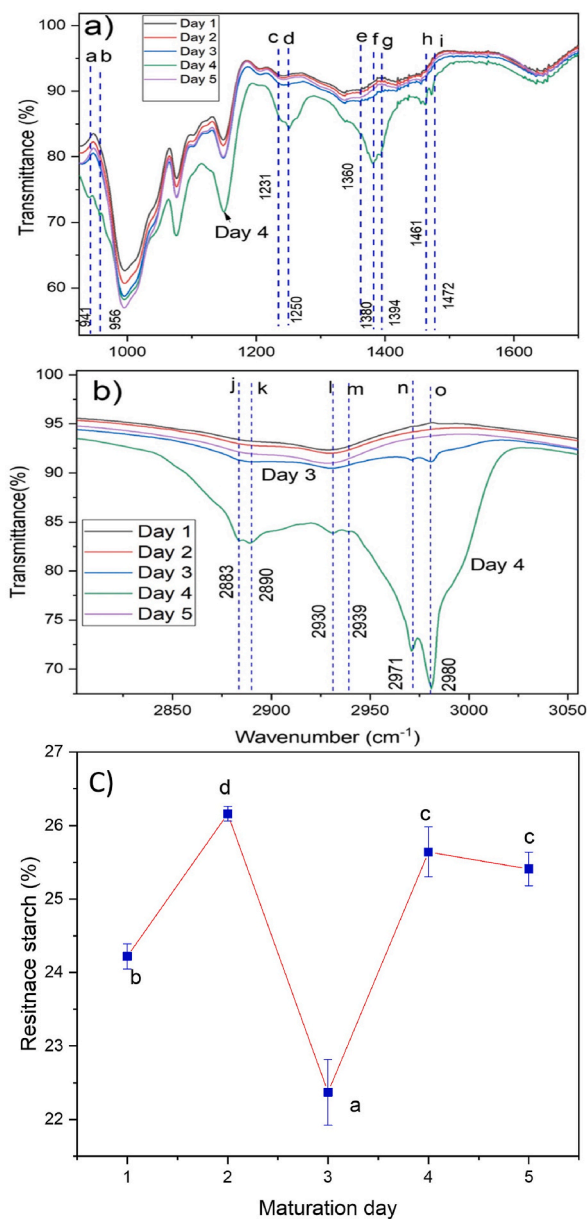 a)
Day 1
Day 2
Day 3
Day 4
Day 5
a b c d e f g h i
100
90
80
70
60
Transmittance (%)
941
956
1231
1250
1360
1380
1394
1461
1472
Day 4
1000 1200 1400 1600
b)
j k l m n o
100
95
90
85
80
75
70
Transmittance(%)
Day 3
Day 4
Day 1
Day 2
Day 3
Day 4
Day 5
2883
2890
2930
2939
2971
2980
2850 2900 2950 3000 3050
Wavenumber (cm⁻¹)
C)
27
26
25
24
23
22
Resitnace starch (%)
b
d
a
c
c
1 2 3 4 5
Maturation day